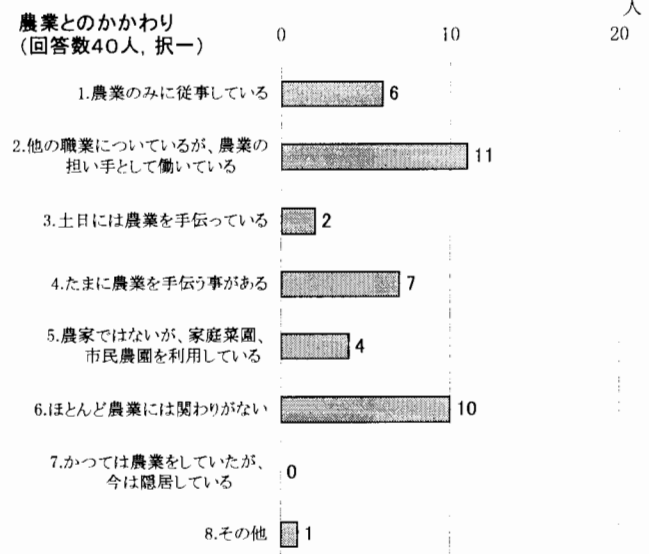 農業とのかかわり
(回答数40人, 択一)
人
0
10
20
1.農業のみに従事している
6
2.他の職業についているが、農業の
担い手として働いている
11
3.土日には農業を手伝っている
2
4.たまに農業を手伝う事がある
7
5.農家ではないが、家庭菜園、
市民農園を利用している
4
6.ほとんど農業には関わりがない
10
7.かつては農業をしていたが、
今は隠居している
0
8.その他
1